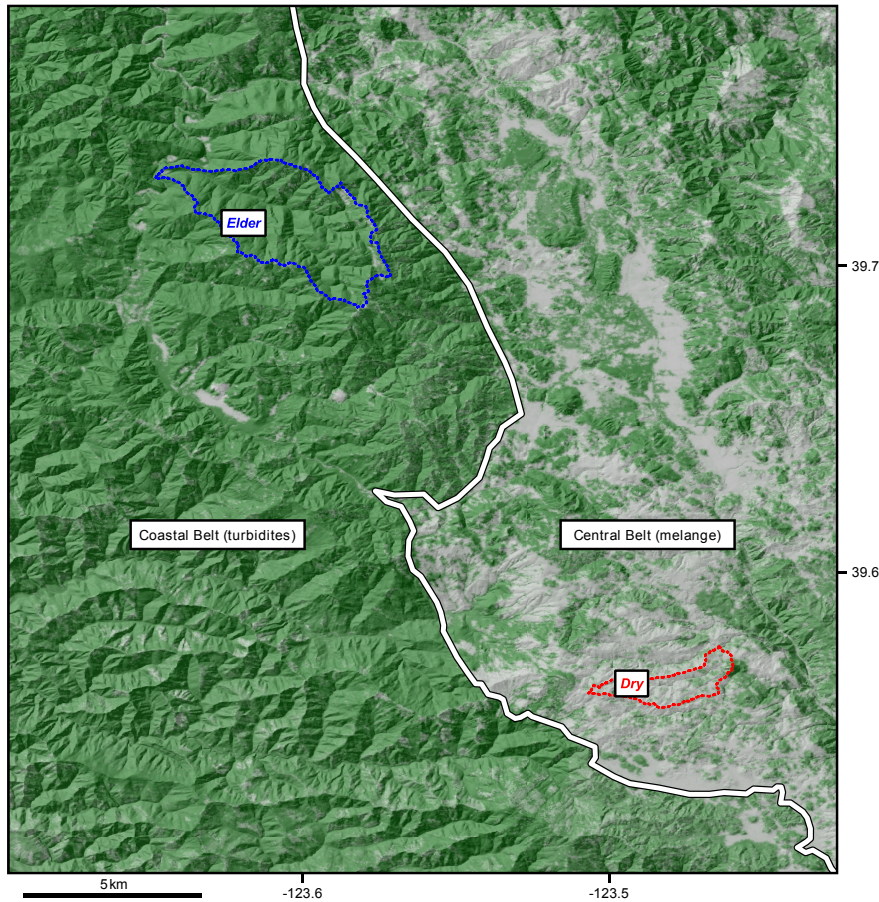 Elder
39.7
Coastal Belt (turbidites)
Central Belt (melange)
39.6
Dry
5km
-123.6
-123.5